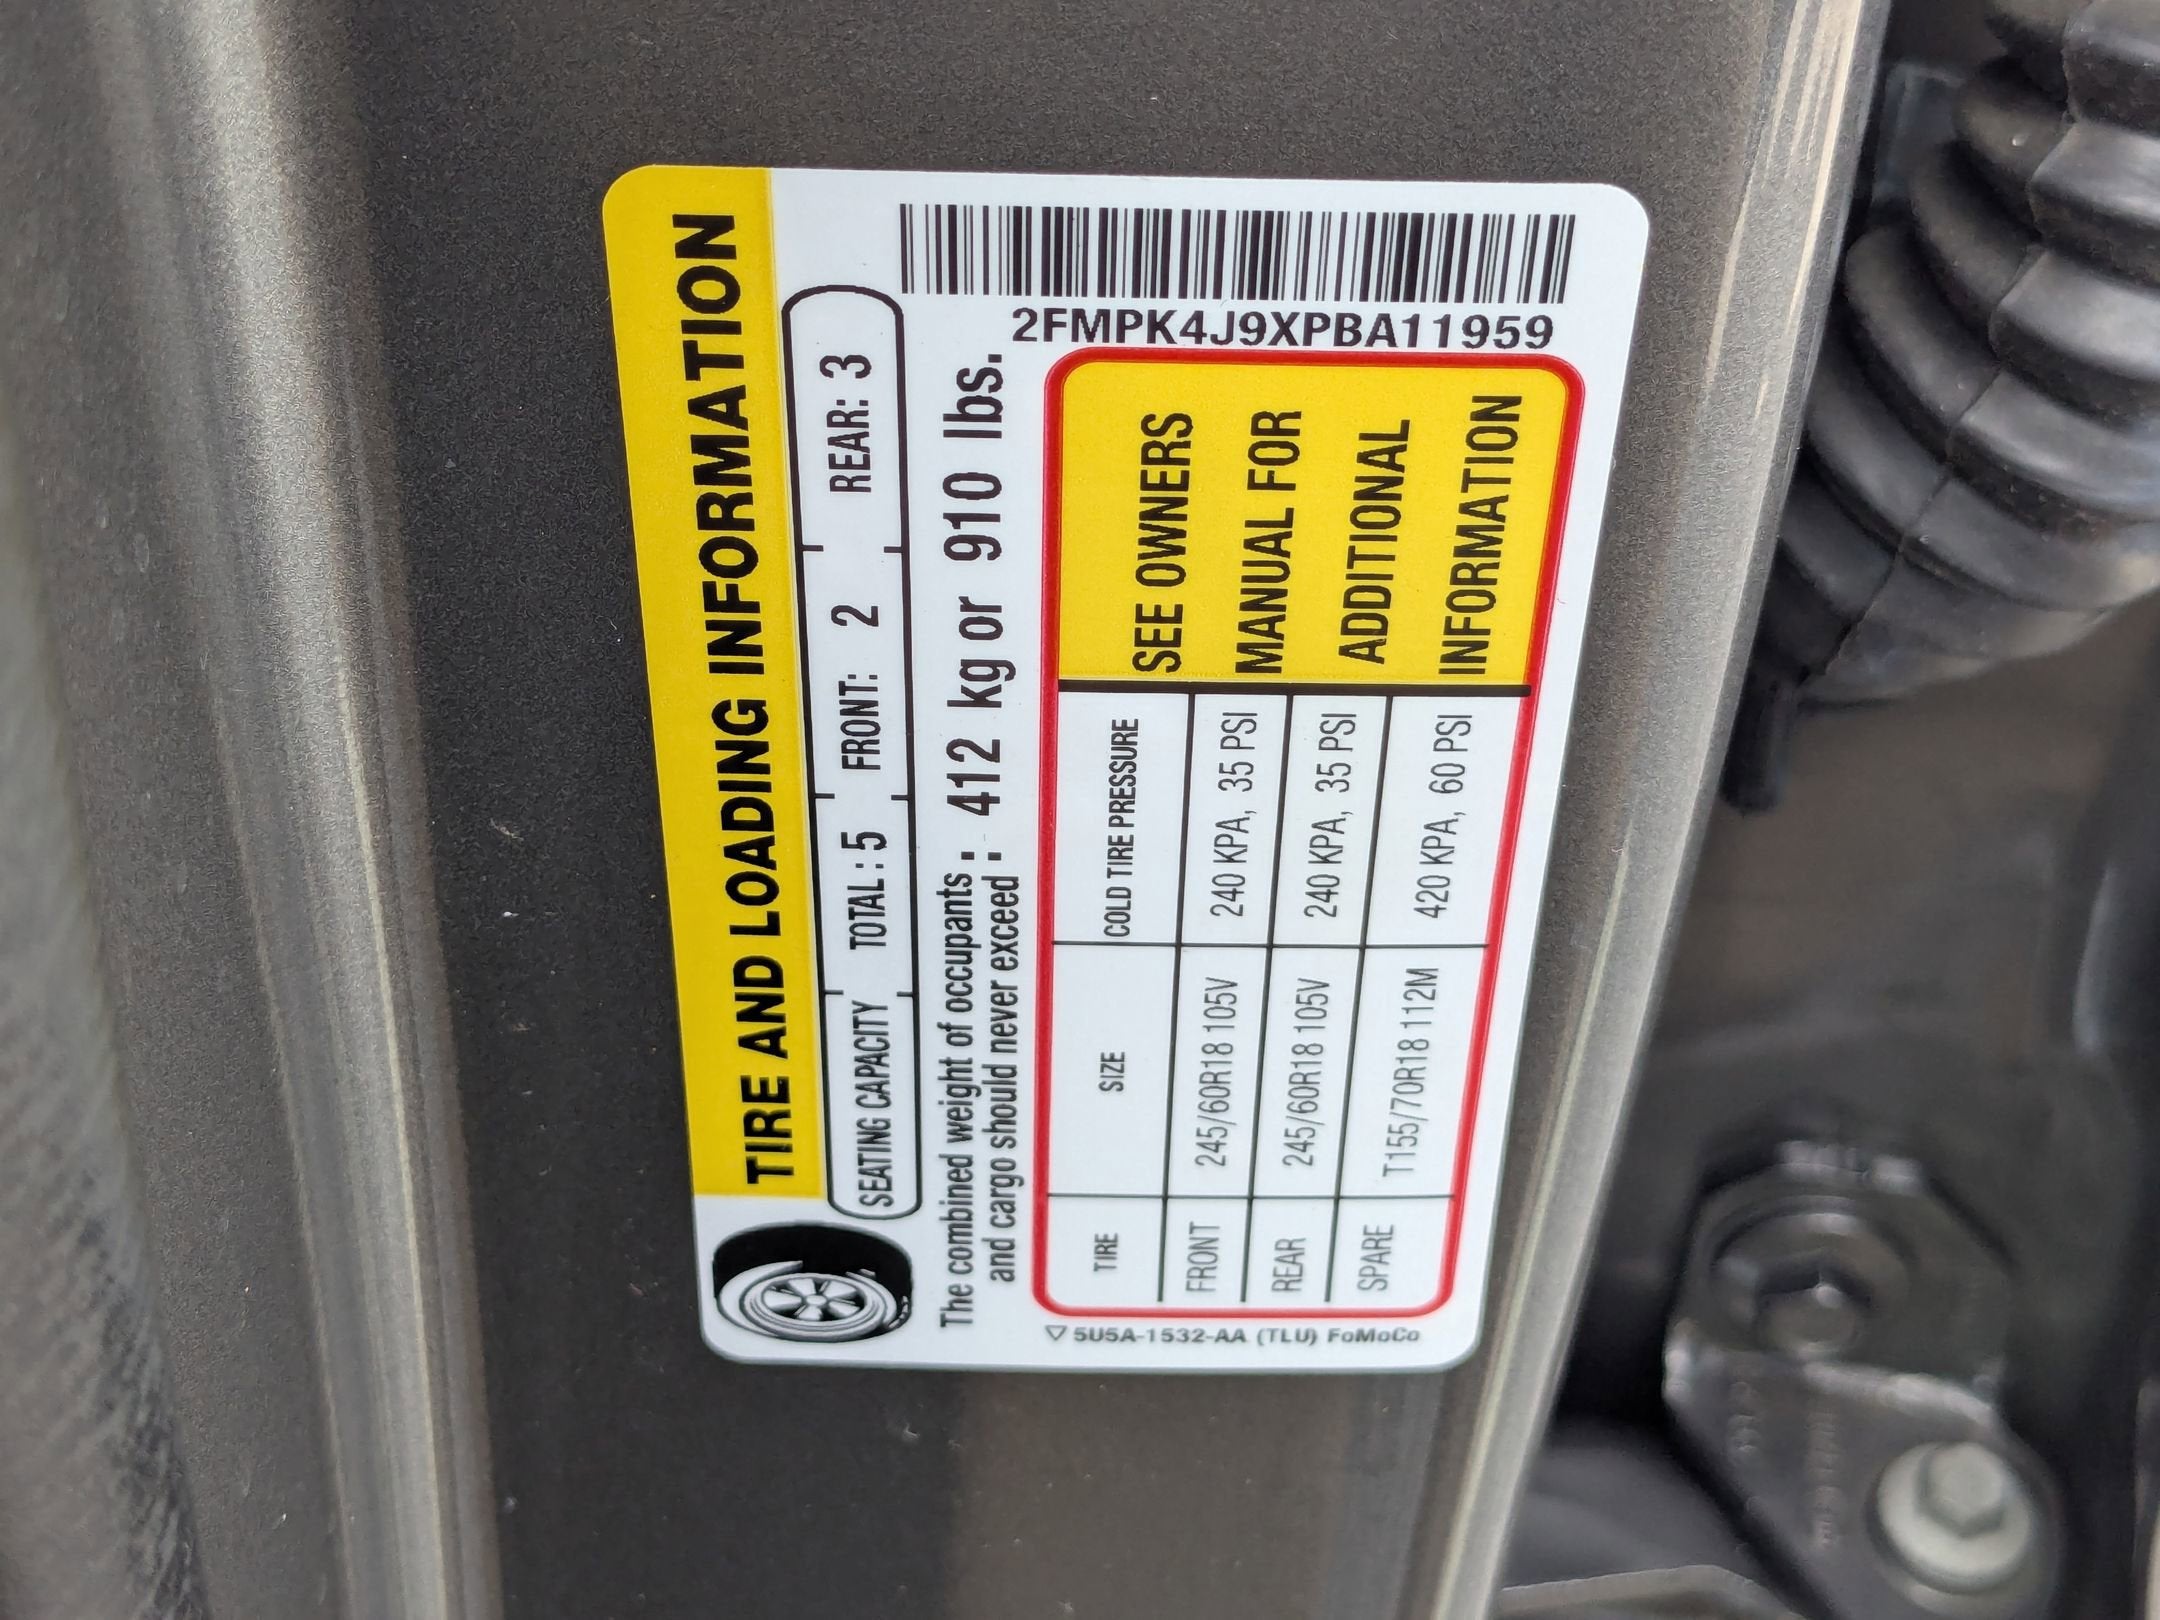 TIRE AND LOADING INFORMATION
SEATING CAPACITY TOTAL : 5 FRONT: 2 REAR: 3
The combined weight of occupants : 412 kg or 910 lbs.
and cargo should never exceed :
2FMPK4J9XPBA11959
TIRE SIZE COLD TIRE PRESSURE
FRONT 245/60R18 105V 240 KPA, 35 PSI
REAR 245/60R18 105V 240 KPA, 35 PSI
SPARE T155/70R18 112M 420 KPA, 60 PSI
SEE OWNERS
MANUAL FOR
ADDITIONAL
INFORMATION
5U5A-1532-AA (TLU) FoMoCo